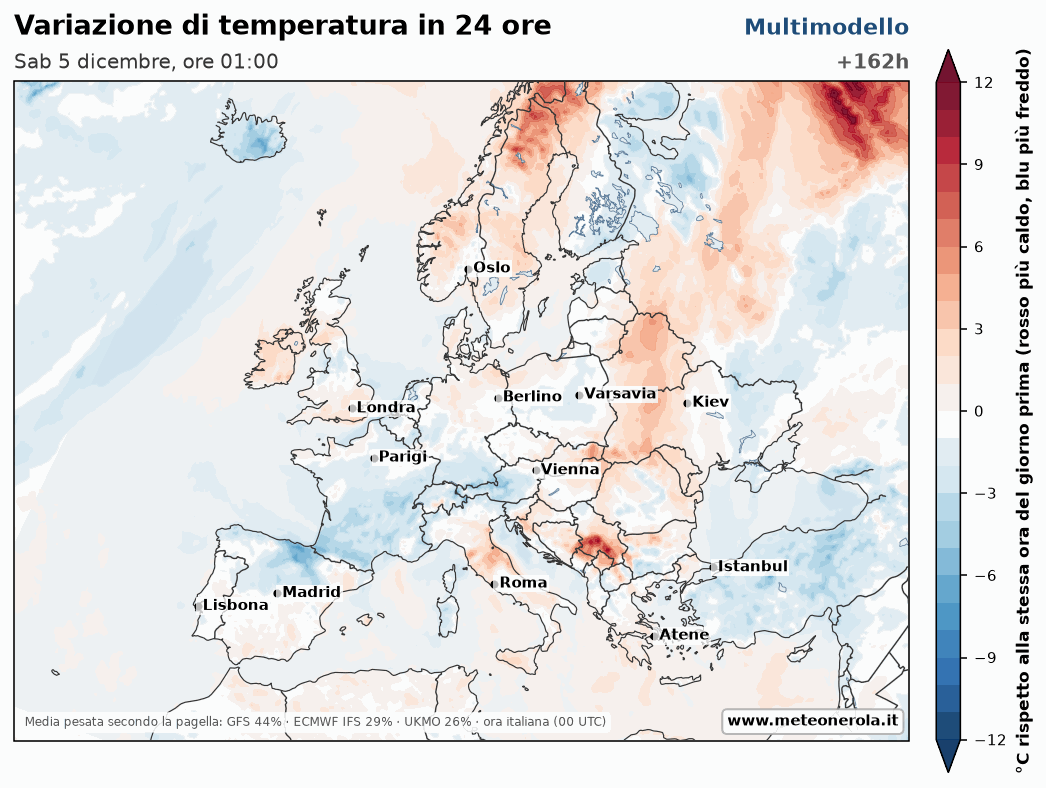 Variazione di temperatura in 24 ore
Multimodello
Sab 5 dicembre, ore 01:00
+162h
Oslo
Londra
Berlino
Varsavia
Kiev
Parigi
Vienna
Istanbul
Roma
Madrid
Lisbona
Atene
Media pesata secondo la pagella: GFS 44% · ECMWF IFS 29% · UKMO 26% · ora italiana (00 UTC)
www.meteonerola.it
12
9
6
3
0
−3
−6
−9
−12
°C rispetto alla stessa ora del giorno prima (rosso più caldo, blu più freddo)